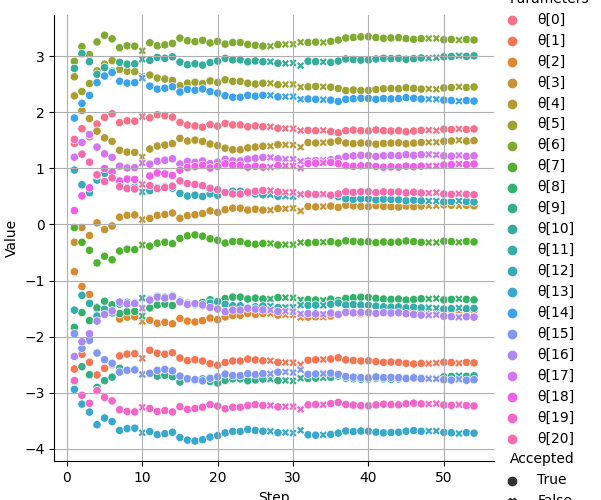 Parameters
θ[0]
θ[1]
θ[2]
θ[3]
θ[4]
θ[5]
θ[6]
θ[7]
θ[8]
θ[9]
θ[10]
θ[11]
θ[12]
θ[13]
θ[14]
θ[15]
θ[16]
θ[17]
θ[18]
θ[19]
θ[20]
Accepted
True
False
3
2
1
0
−1
−2
−3
−4
Value
0
10
20
30
40
50
Step